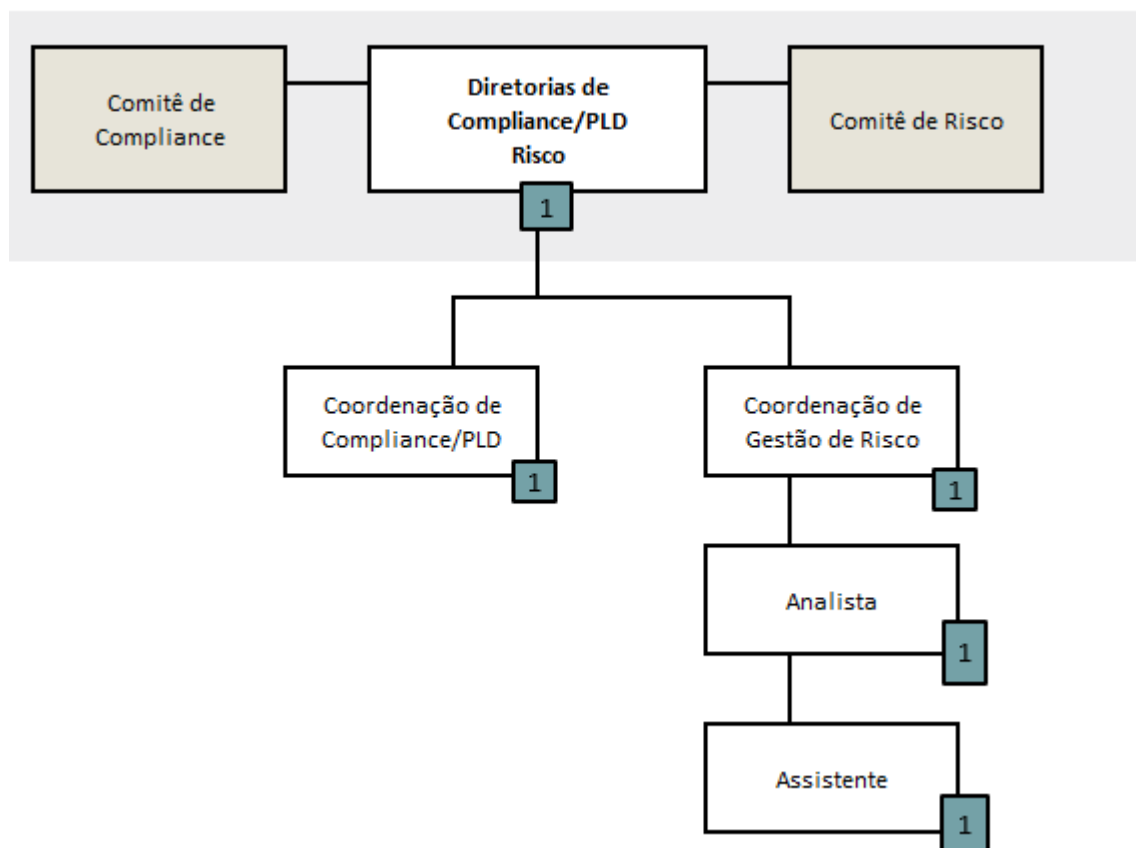 Comitê de
Compliance
Diretorias de
Compliance/PLD
Risco
Comitê de Risco
1
Coordenação de
Compliance/PLD
1
Coordenação de
Gestão de Risco
1
Analista
1
Assistente
1